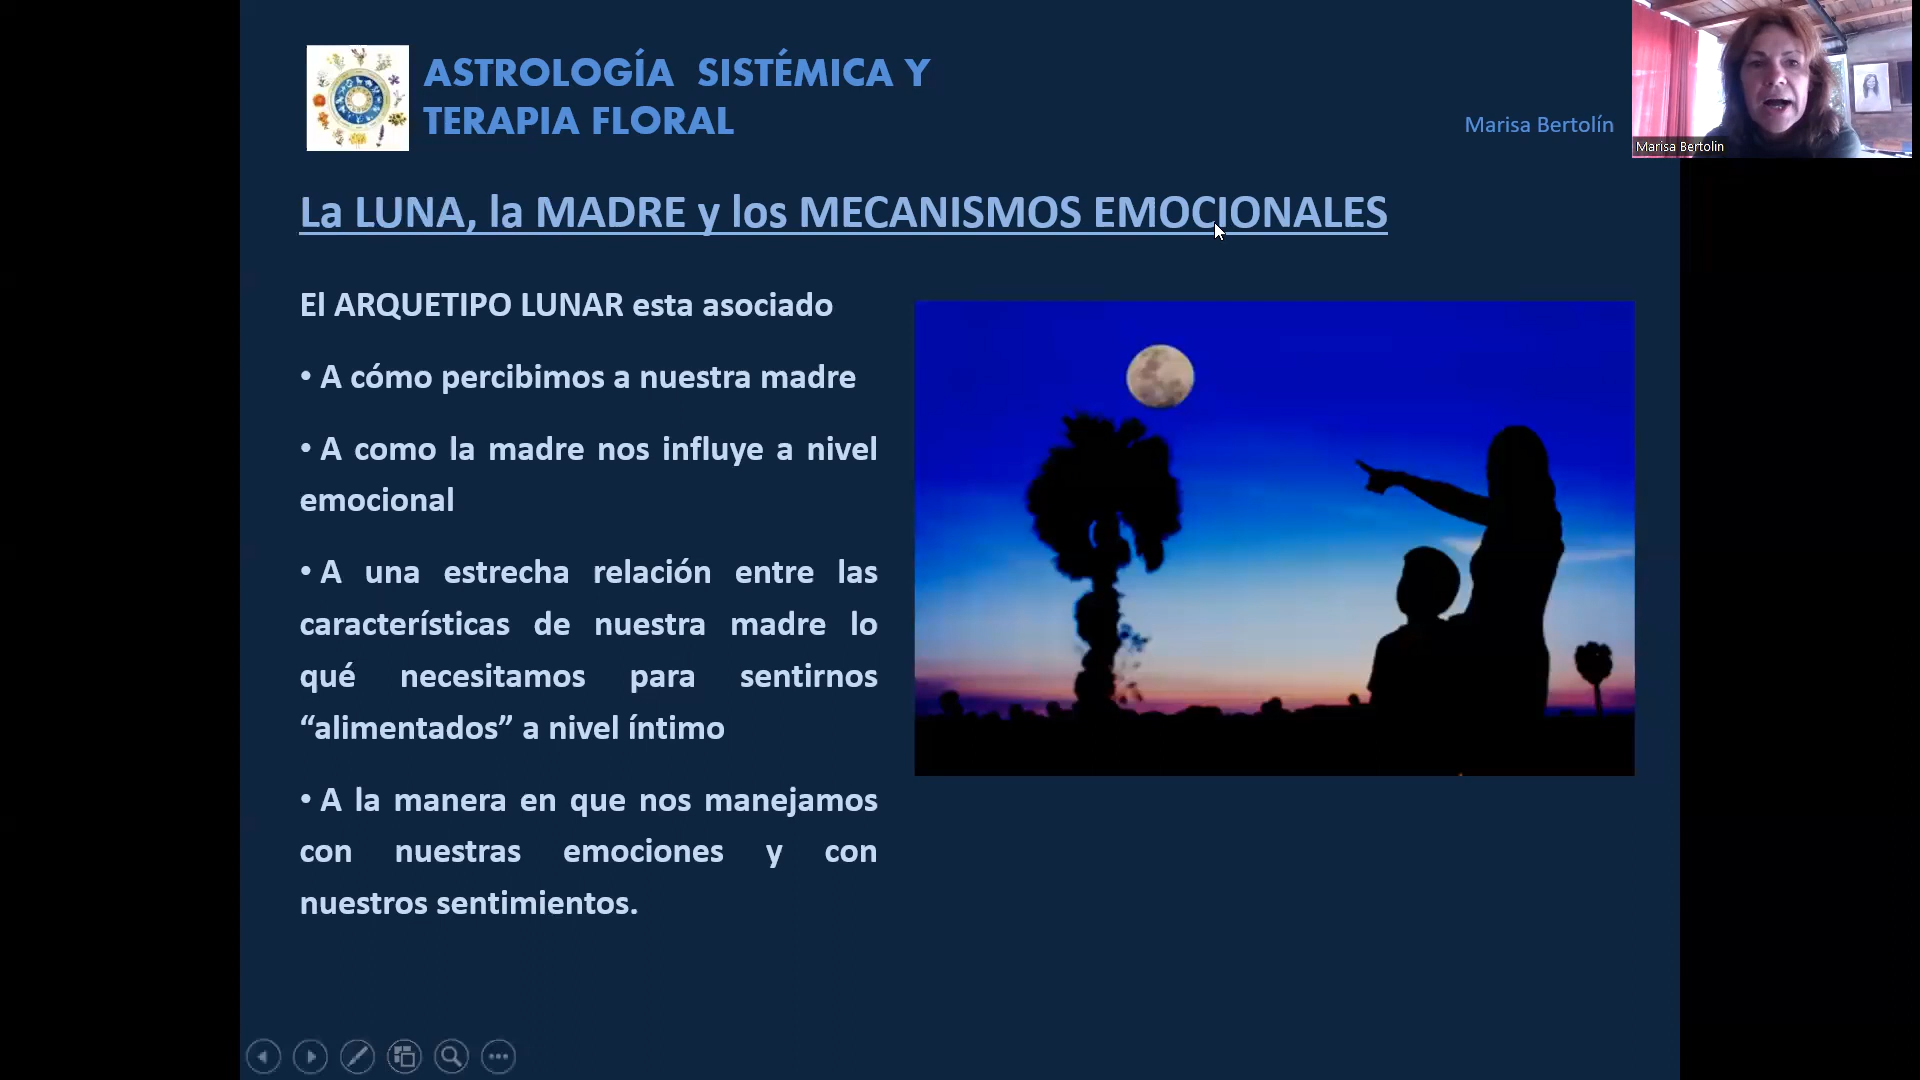 ASTROLOGÍA  SISTÉMICA Y
TERAPIA FLORAL
Marisa Bertolín
Marisa Bertolin
La LUNA, la MADRE y los MECANISMOS EMOCIONALES
El ARQUETIPO LUNAR esta asociado
• A cómo percibimos a nuestra madre
• A como la madre nos influye a nivel
emocional
• A una estrecha relación entre las
características de nuestra madre lo
qué necesitamos para sentirnos
“alimentados” a nivel íntimo
• A la manera en que nos manejamos
con nuestras emociones y con
nuestros sentimientos.